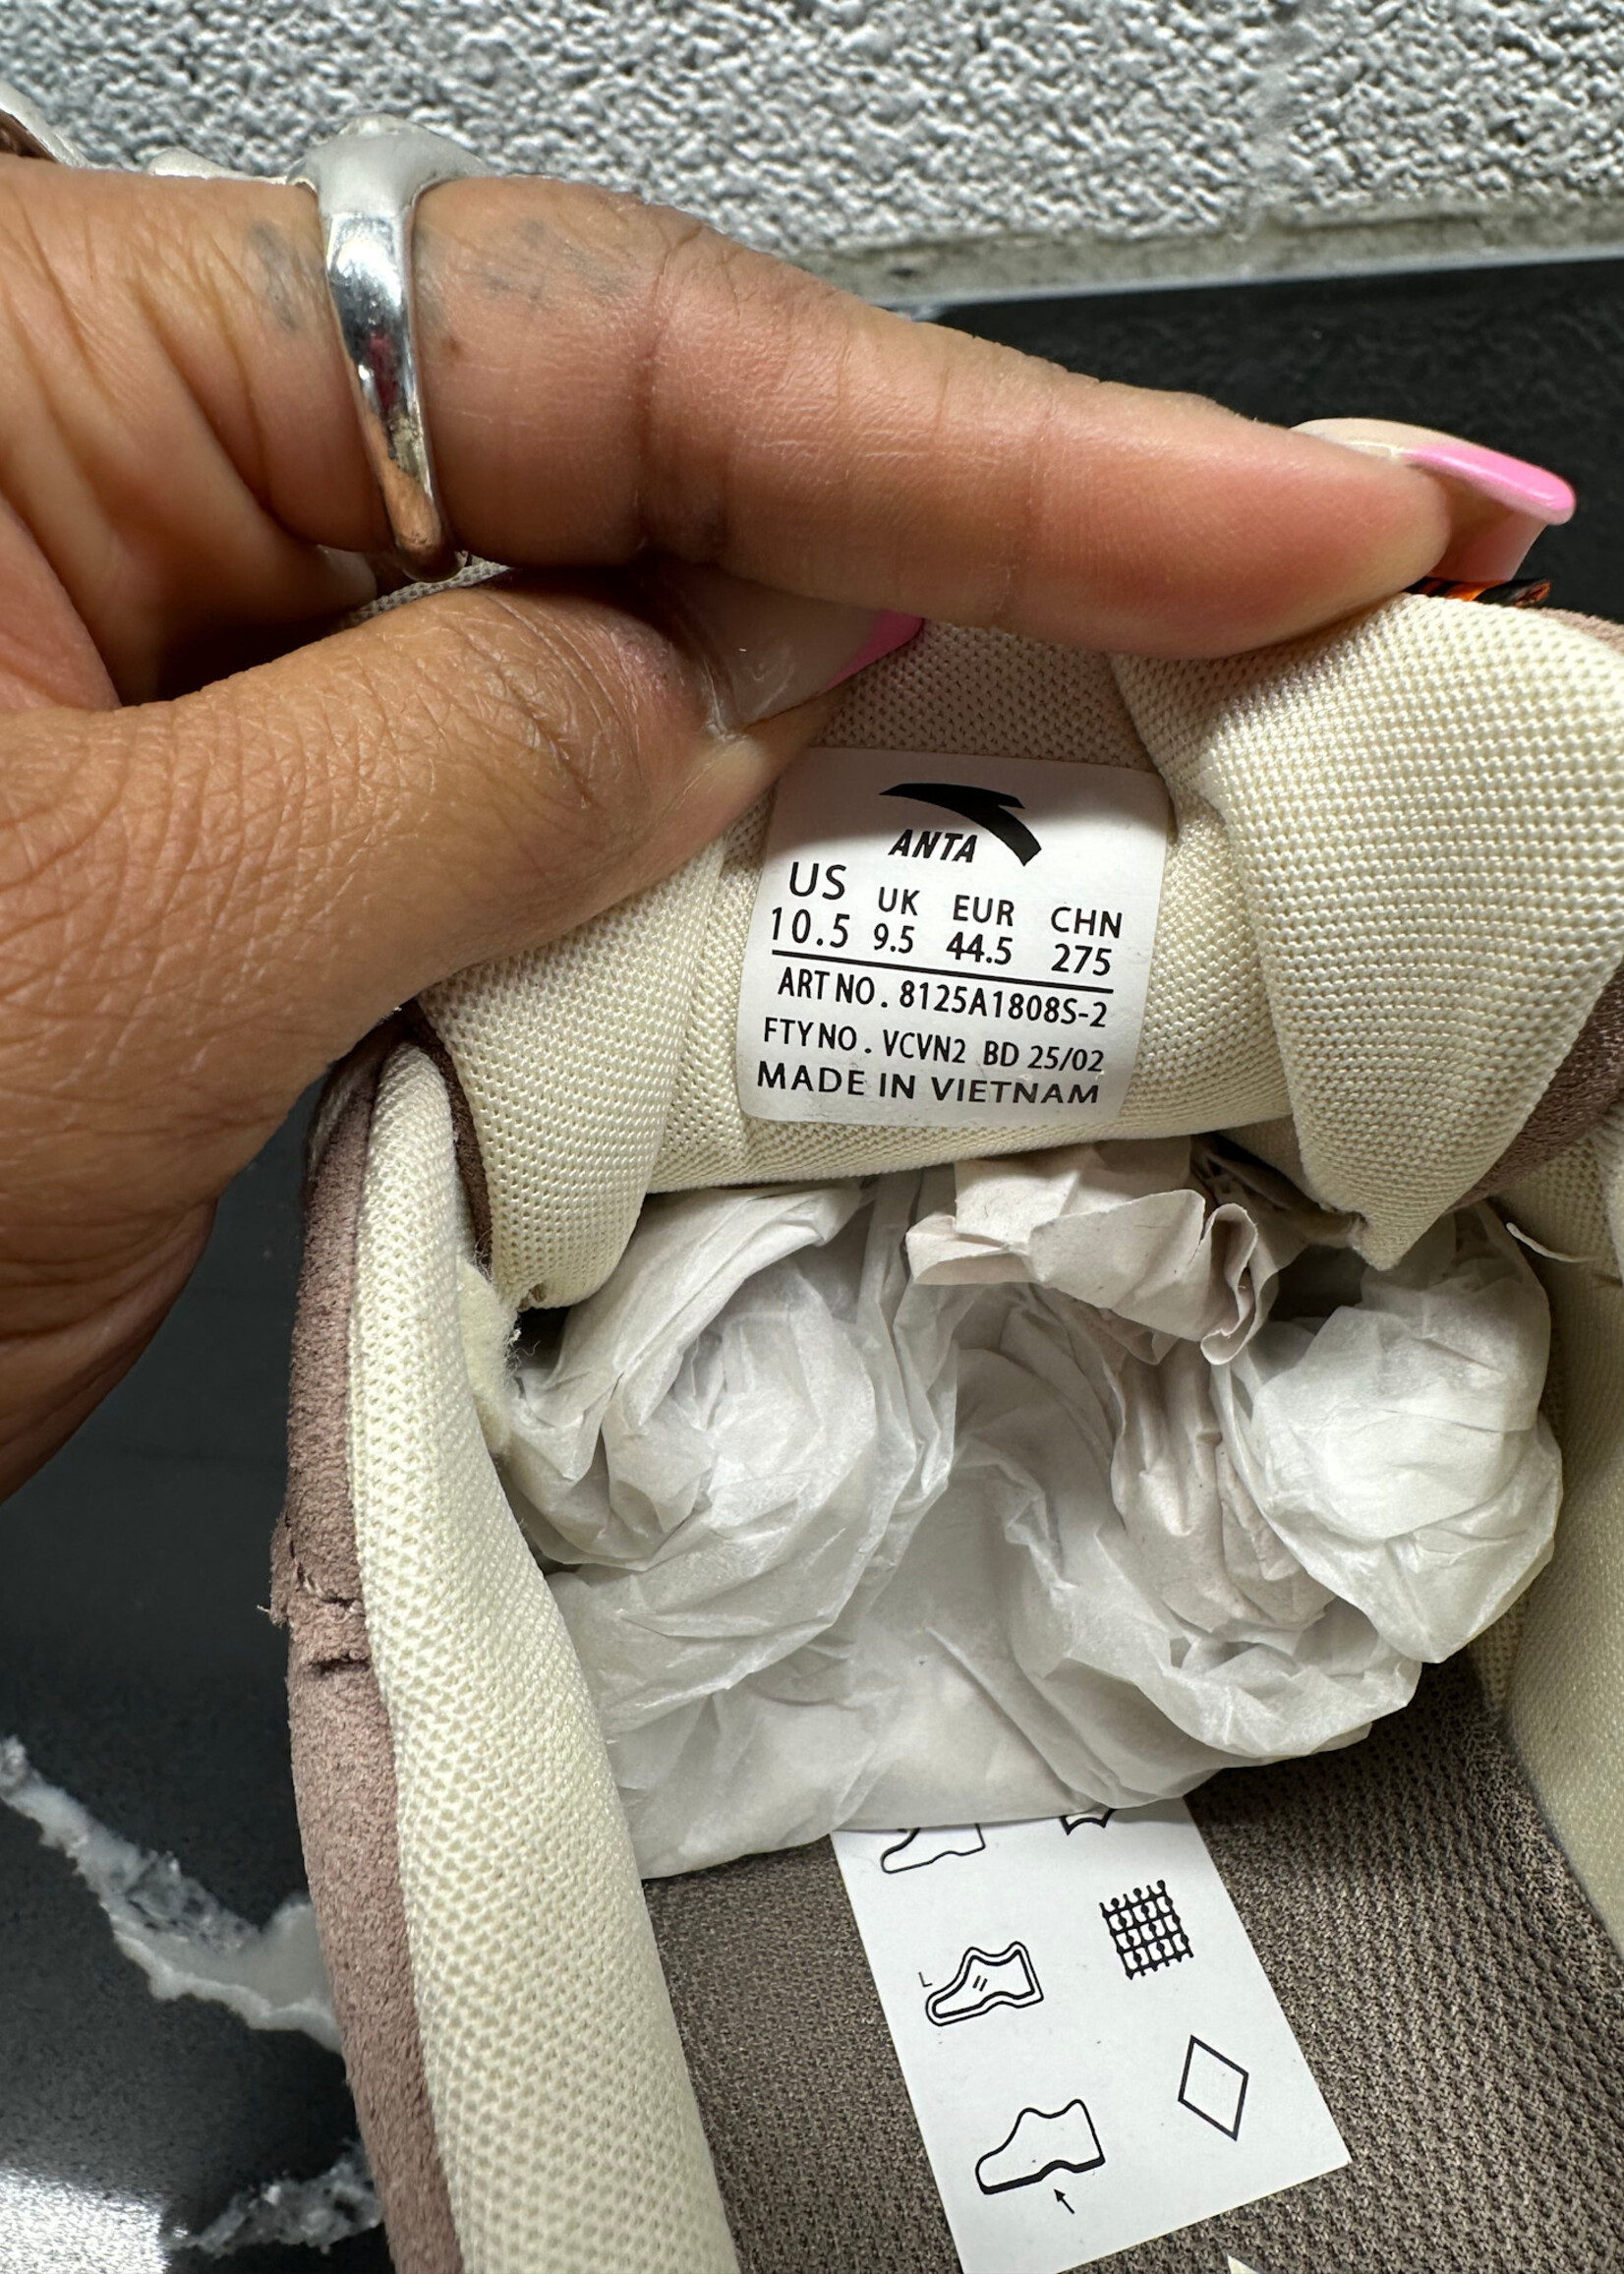 ANTA
US UK EUR CHN
10.5 9.5 44.5 275
ART NO. 8125A1808S-2
FTY NO. VCVN2 BD 25/02
MADE IN VIETNAM
L